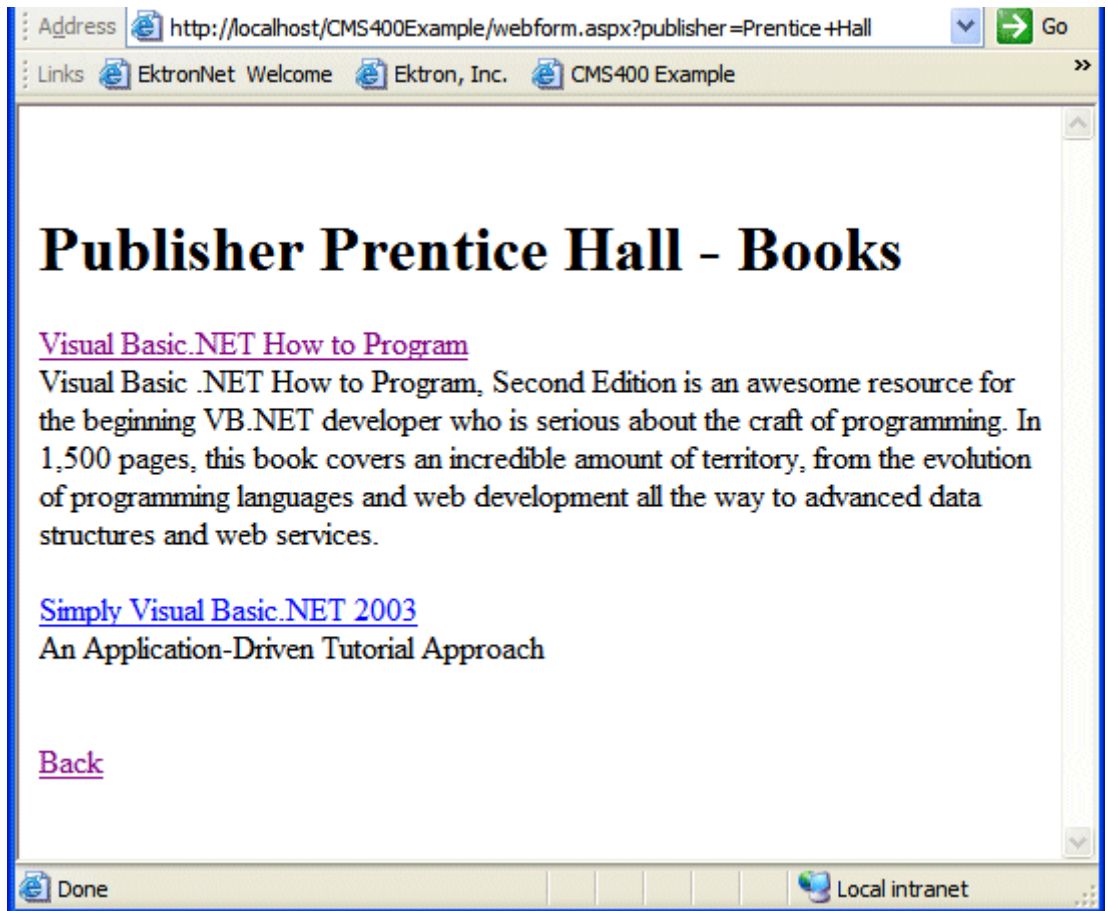 Address http://localhost/CMS400Example/webform.aspx?publisher=Prentice+Hall Go
Links EktronNet Welcome Ektron, Inc. CMS400 Example »
Publisher Prentice Hall - Books
Visual Basic.NET How to Program
Visual Basic .NET How to Program, Second Edition is an awesome resource for
the beginning VB.NET developer who is serious about the craft of programming. In
1,500 pages, this book covers an incredible amount of territory, from the evolution
of programming languages and web development all the way to advanced data
structures and web services.
Simply Visual Basic.NET 2003
An Application-Driven Tutorial Approach
Back
Done Local intranet